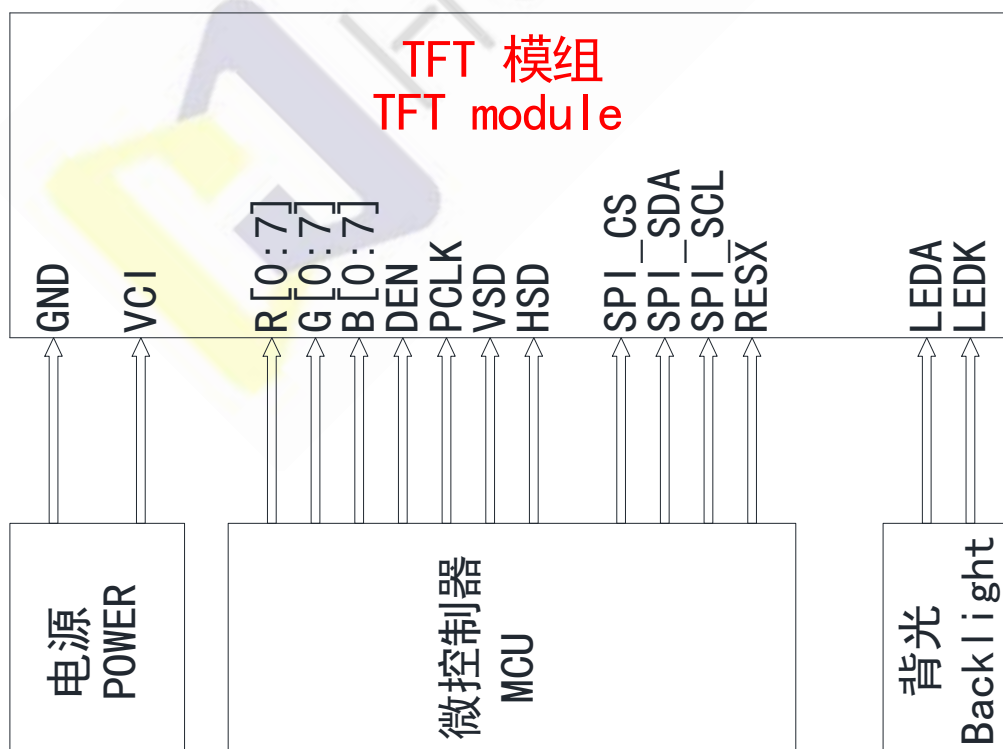 TFT 模组
TFT module
GND
VCI
R[0:7]
G[0:7]
B[0:7]
DEN
PCLK
VSD
HSD
SPI_CS
SPI_SDA
SPI_SCL
RESX
LEDA
LEDK
电源
POWER
微控制器
MCU
背光
Backlight